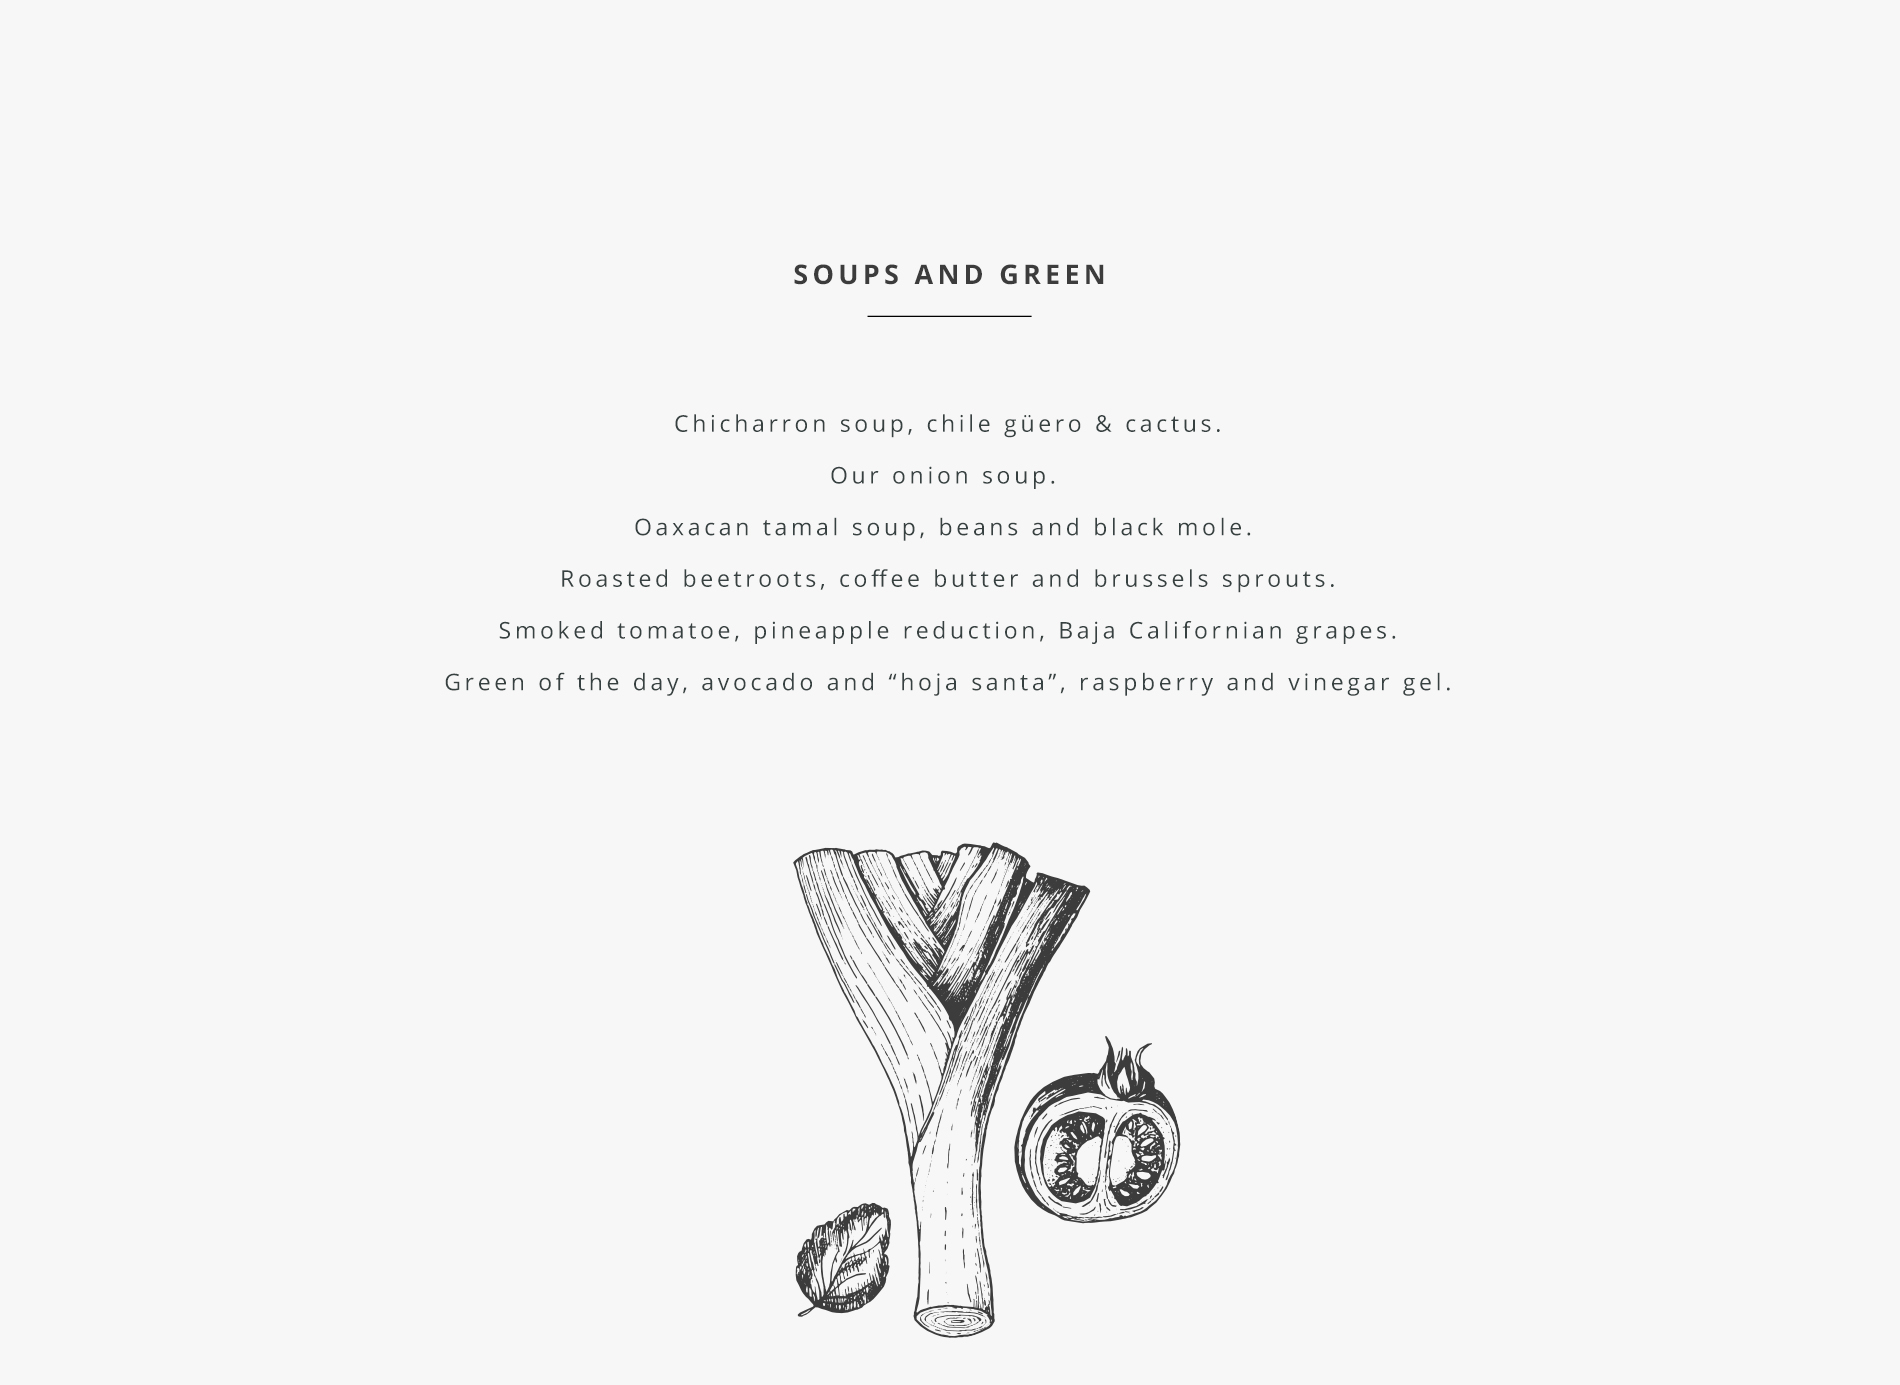 SOUPS AND GREEN
Chicharron soup, chile güero & cactus.
Our onion soup.
Oaxacan tamal soup, beans and black mole.
Roasted beetroots, coffee butter and brussels sprouts.
Smoked tomatoe, pineapple reduction, Baja Californian grapes.
Green of the day, avocado and “hoja santa”, raspberry and vinegar gel.